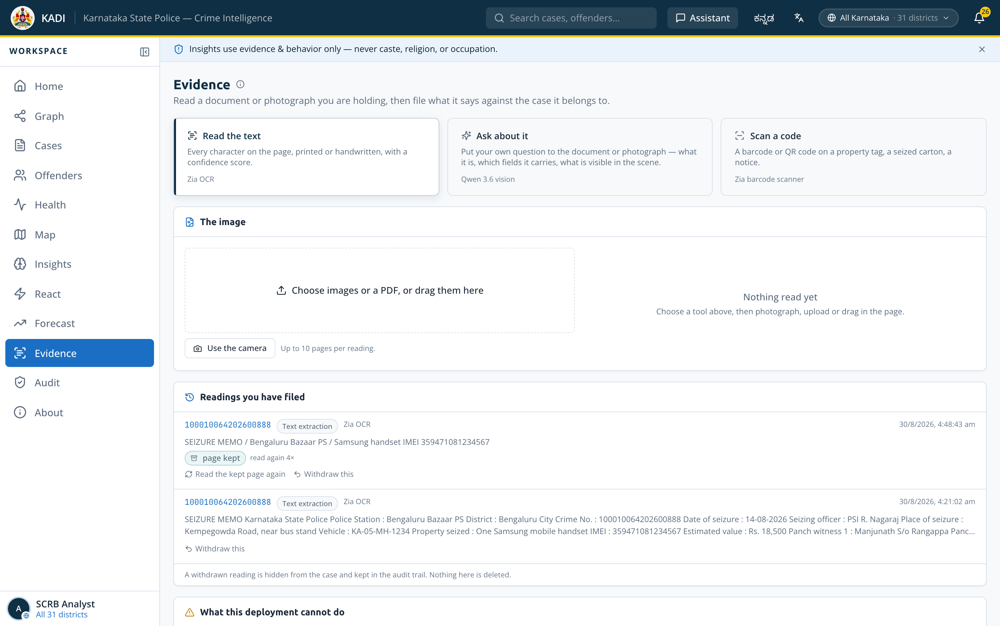 KADI
Karnataka State Police — Crime Intelligence
Search cases, offenders...
Assistant
ಕನ್ನಡ
All Karnataka · 31 districts
26
WORKSPACE
Insights use evidence & behavior only — never caste, religion, or occupation.
Home
Graph
Cases
Offenders
Health
Map
Insights
React
Forecast
Evidence
Audit
About
SCRB Analyst
A
All 31 districts
Evidence
Read a document or photograph you are holding, then file what it says against the case it belongs to.
Read the text
Every character on the page, printed or handwritten, with a
confidence score.
Zia OCR
Ask about it
Put your own question to the document or photograph — what
it is, which fields it carries, what is visible in the scene.
Qwen 3.6 vision
Scan a code
A barcode or QR code on a property tag, a seized carton, a
notice.
Zia barcode scanner
The image
Choose images or a PDF, or drag them here
Use the camera
Up to 10 pages per reading.
Nothing read yet
Choose a tool above, then photograph, upload or drag in the page.
Readings you have filed
100010064202600888 Text extraction Zia OCR 30/8/2026, 4:48:43 am
SEIZURE MEMO / Bengaluru Bazaar PS / Samsung handset IMEI 359471081234567
page kept read again 4×
Read the kept page again Withdraw this
100010064202600888 Text extraction Zia OCR 30/8/2026, 4:21:02 am
SEIZURE MEMO Karnataka State Police Police Station : Bengaluru Bazaar PS District : Bengaluru City Crime No. : 100010064202600888 Date of seizure : 14-08-2026 Seizing officer : PSI R. Nagaraj Place of seizure :
Kempegowda Road, near bus stand Vehicle : KA-05-MH-1234 Property seized : One Samsung mobile handset IMEI : 359471081234567 Estimated value : Rs. 18,500 Panch witness 1 : Manjunath S/o Rangappa Panc...
Withdraw this
A withdrawn reading is hidden from the case and kept in the audit trail. Nothing here is deleted.
What this deployment cannot do